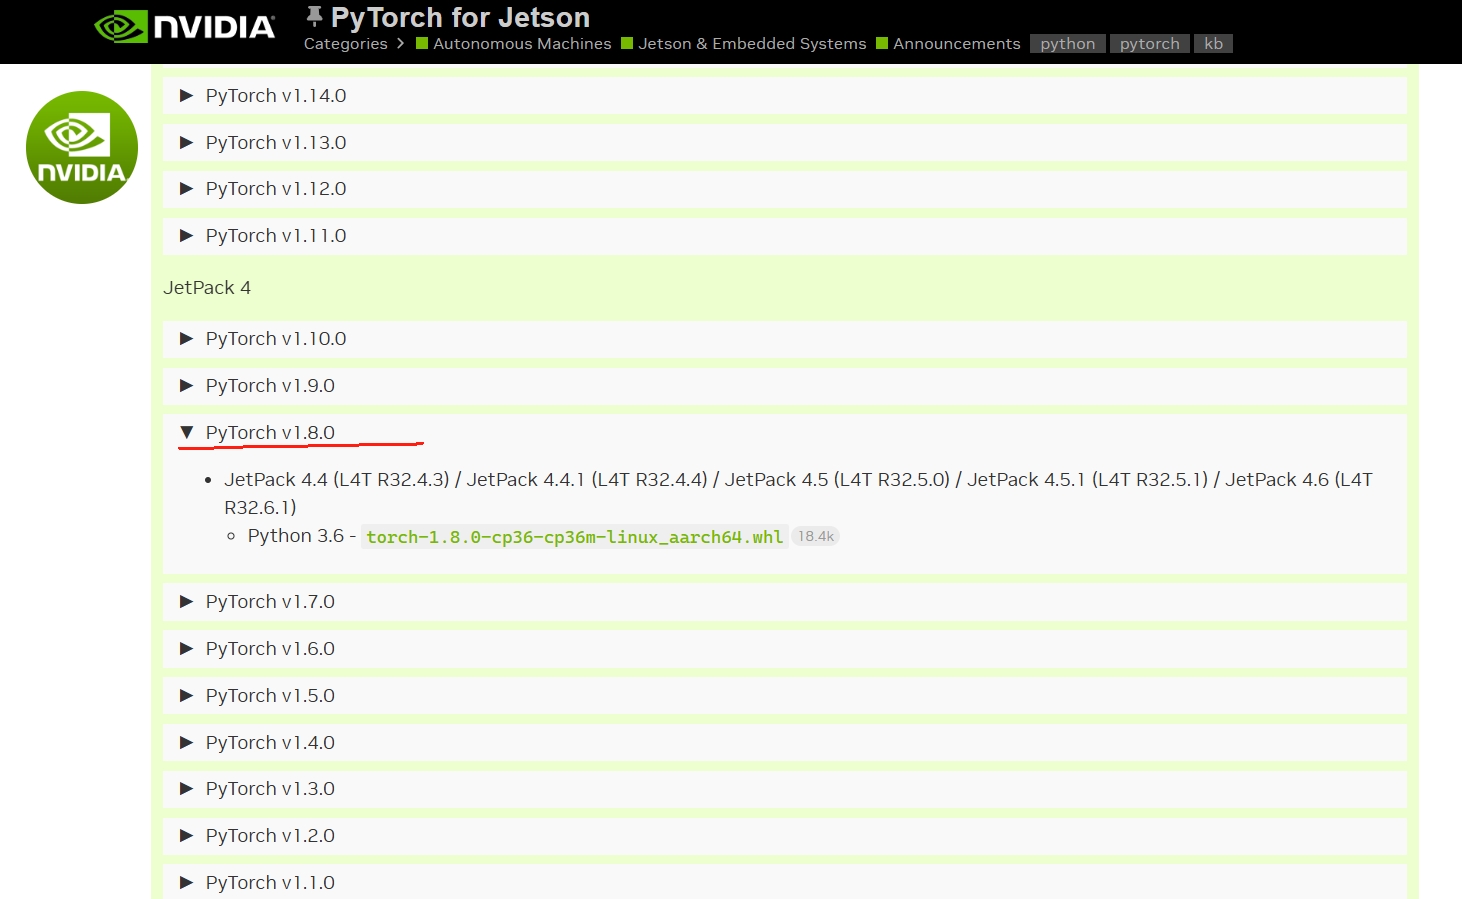 NVIDIA
PyTorch for Jetson
Categories > Autonomous Machines Jetson & Embedded Systems Announcements python pytorch kb
NVIDIA.
▶ PyTorch v1.14.0
▶ PyTorch v1.13.0
▶ PyTorch v1.12.0
▶ PyTorch v1.11.0
JetPack 4
▶ PyTorch v1.10.0
▶ PyTorch v1.9.0
▼ PyTorch v1.8.0
• JetPack 4.4 (L4T R32.4.3) / JetPack 4.4.1 (L4T R32.4.4) / JetPack 4.5 (L4T R32.5.0) / JetPack 4.5.1 (L4T R32.5.1) / JetPack 4.6 (L4T
R32.6.1)
◦ Python 3.6 - torch-1.8.0-cp36-cp36m-linux_aarch64.whl 18.4k
▶ PyTorch v1.7.0
▶ PyTorch v1.6.0
▶ PyTorch v1.5.0
▶ PyTorch v1.4.0
▶ PyTorch v1.3.0
▶ PyTorch v1.2.0
▶ PyTorch v1.1.0